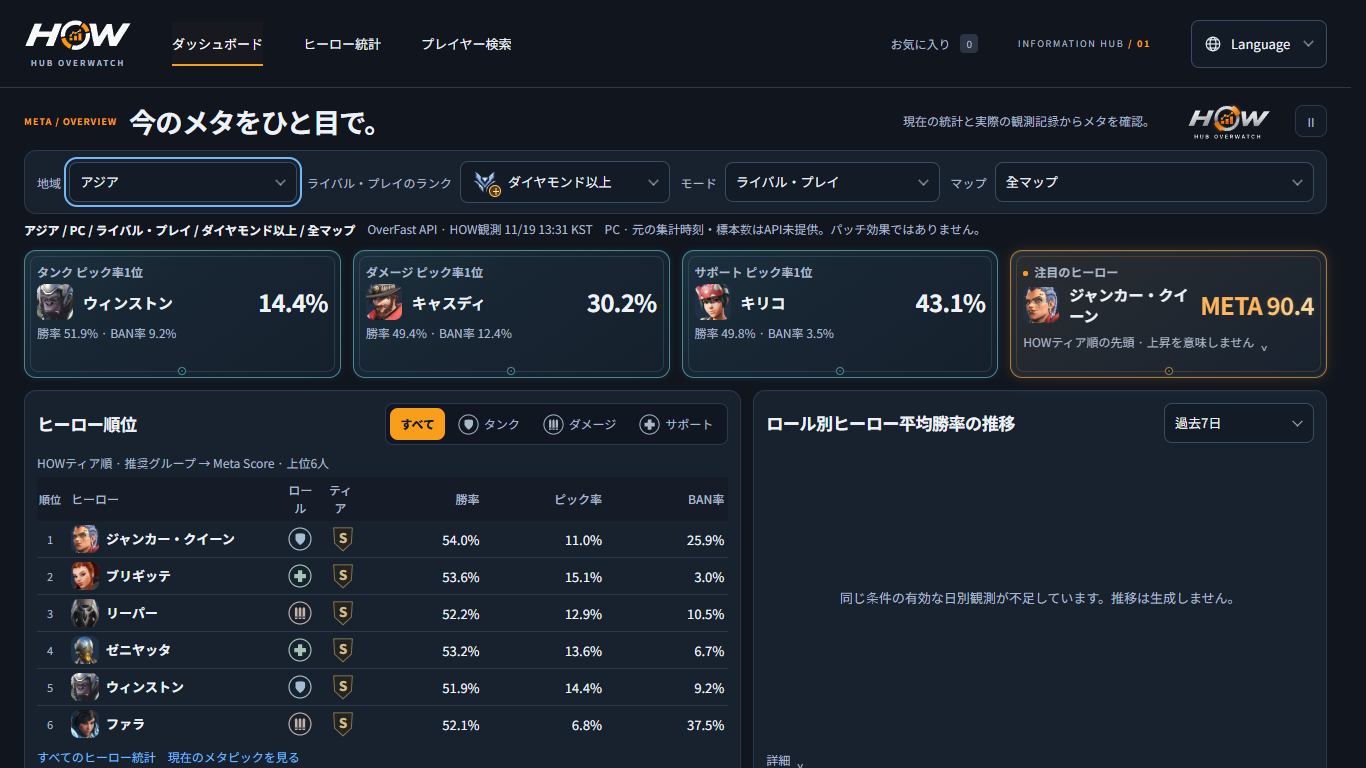 HOW
HUB OVERWATCH
ダッシュボード
ヒーロー統計
プレイヤー検索
お気に入り 0
INFORMATION HUB / 01
Language
META / OVERVIEW
今のメタをひと目で。
現在の統計と実際の観測記録からメタを確認。
HOW
HUB OVERWATCH
地域 アジア
ライバル・プレイのランク ダイヤモンド以上
モード ライバル・プレイ
マップ 全マップ
アジア / PC / ライバル・プレイ / ダイヤモンド以上 / 全マップ
OverFast API · HOW観測 11/19 13:31 KST
PC・元の集計時刻・標本数はAPI未提供。パッチ効果ではありません。
タンク ピック率1位
ウィンストン 14.4%
勝率 51.9% · BAN率 9.2%
ダメージ ピック率1位
キャスディ 30.2%
勝率 49.4% · BAN率 12.4%
サポート ピック率1位
キリコ 43.1%
勝率 49.8% · BAN率 3.5%
注目のヒーロー
ジャンカー・クイ
ーン
META 90.4
HOWティア順の先頭・上昇を意味しません
ヒーロー順位
すべて タンク ダメージ サポート
HOWティア順・推奨グループ → Meta Score · 上位6人
順位 ヒーロー ロー
ル ティ
ア 勝率 ピック率 BAN率
1 ジャンカー・クイーン S 54.0% 11.0% 25.9%
2 ブリギッテ S 53.6% 15.1% 3.0%
3 リーパー S 52.2% 12.9% 10.5%
4 ゼニヤッタ S 53.2% 13.6% 6.7%
5 ウィンストン S 51.9% 14.4% 9.2%
6 ファラ S 52.1% 6.8% 37.5%
すべてのヒーロー統計 現在のメタピックを見る
ロール別ヒーロー平均勝率の推移
過去7日
同じ条件の有効な日別観測が不足しています。推移は生成しません。
詳細